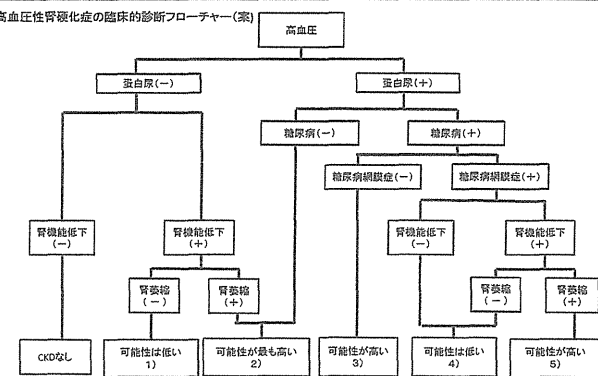 高血圧性腎硬化症の臨床的診断フローチャー(案)
高血圧
蛋白尿(－)
蛋白尿(＋)
糖尿病(－)
糖尿病(＋)
糖尿病網膜症(－)
糖尿病網膜症(＋)
腎機能低下
(－)
腎機能低下
(＋)
腎機能低下
(－)
腎機能低下
(＋)
腎萎縮
(－)
腎萎縮
(＋)
腎萎縮
(－)
腎萎縮
(＋)
CKDなし
可能性は低い
1)
可能性が最も高い
2)
可能性が高い
3)
可能性は低い
4)
可能性が高い
5)